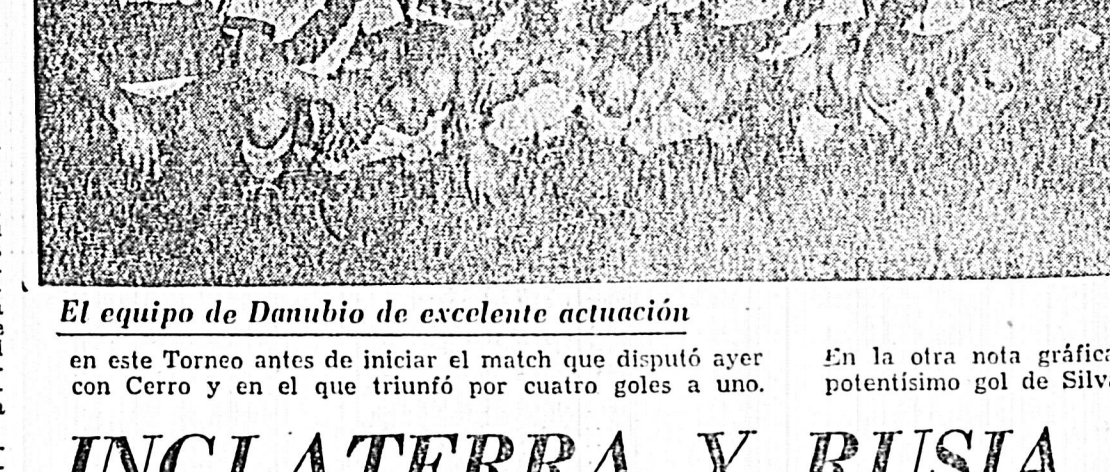 El equipo de Danubio de excelente actuación
en este Torneo antes de iniciar el match que disputó ayer
con Cerro y en el que triunfó por cuatro goles a uno.
En la otra nota gráfica
potentísimo gol de Silv
INGLATERRA Y RUSIA